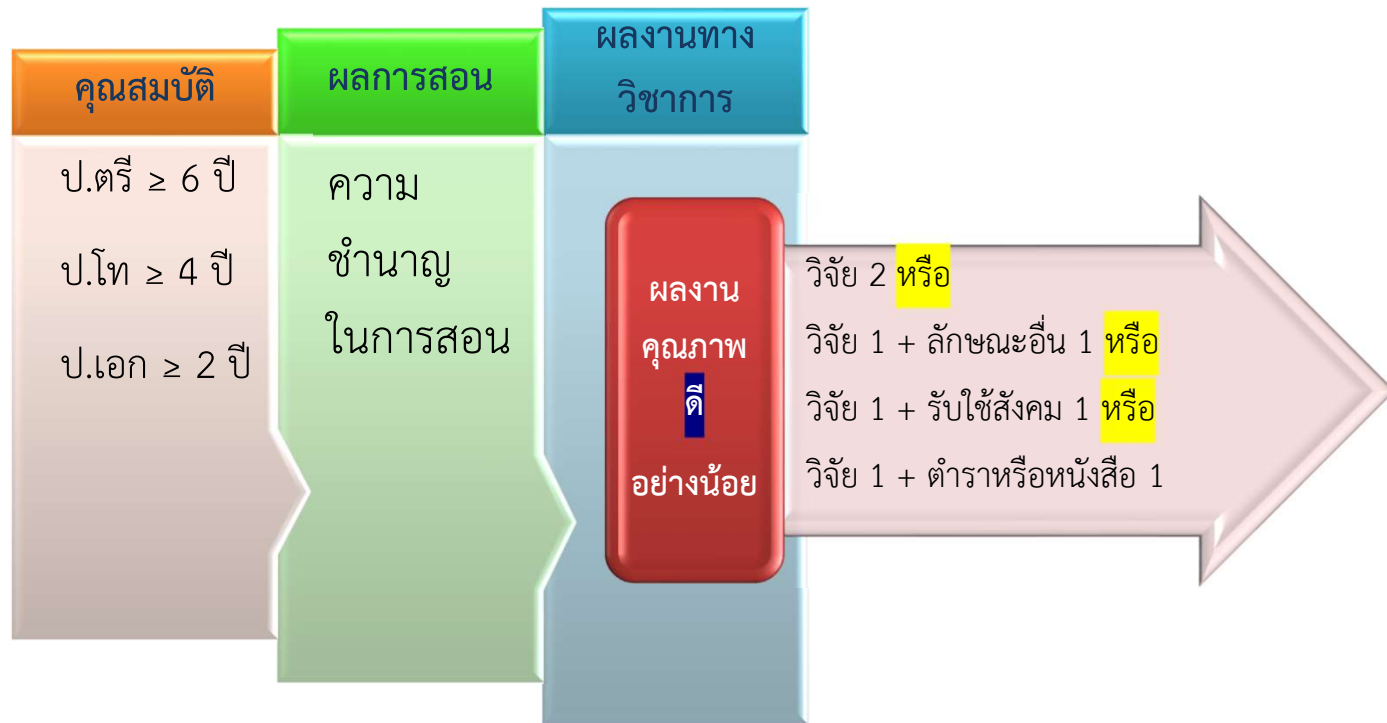 คุณสมบัติ
ป.ตรี ≥ 6 ปี
ป.โท ≥ 4 ปี
ป.เอก ≥ 2 ปี
ผลการสอน
ความ
ชำนาญ
ในการสอน
ผลงานทาง
วิชาการ
ผลงาน
คุณภาพ
ดี
อย่างน้อย
วิจัย 2 หรือ
วิจัย 1 + ลักษณะอื่น 1 หรือ
วิจัย 1 + รับใช้สังคม 1 หรือ
วิจัย 1 + ตำราหรือหนังสือ 1